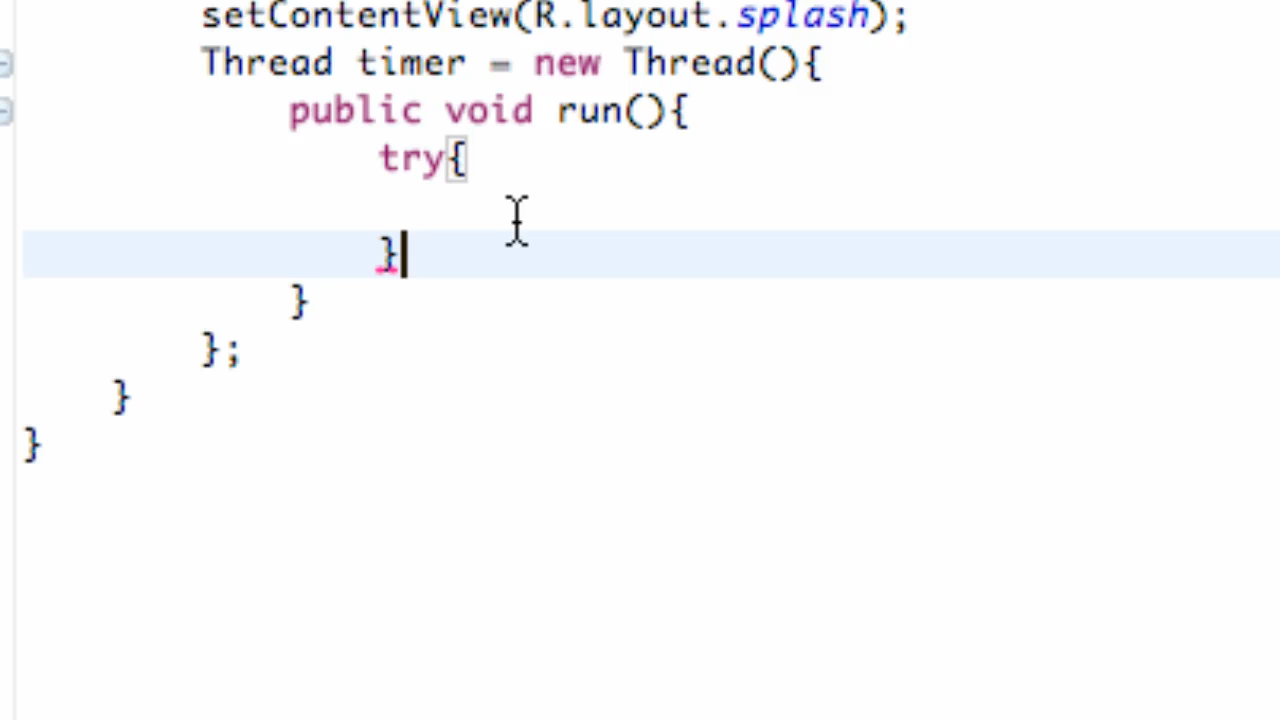 setContentView(R.layout.splash);
Thread timer = new Thread(){
public void run(){
try{
}
}
};
}
}